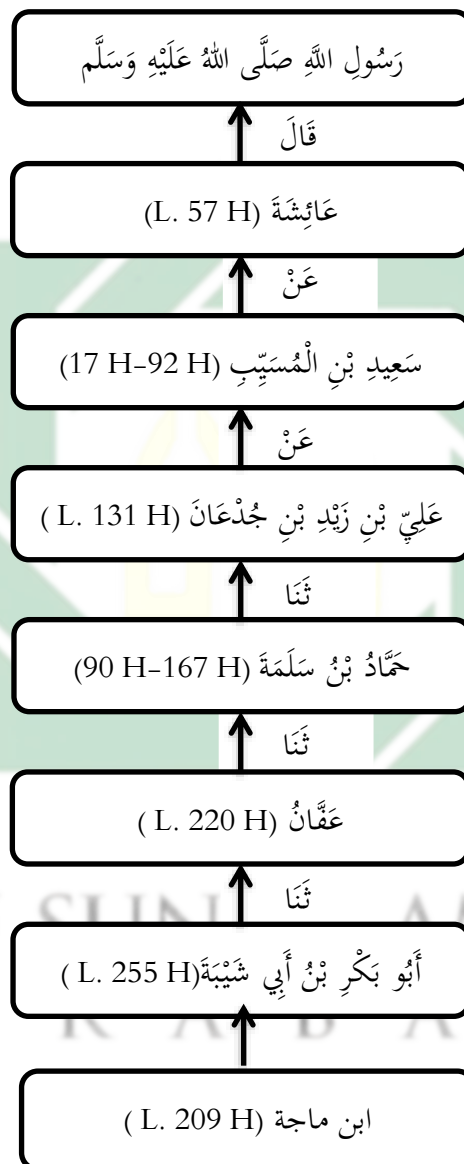 رَسُولِ اللَّهِ صَلَّى اللهُ عَلَيْهِ وَسَلَّم
قَالَ
عَائِشَةَ (L. 57 H)
عَنْ
سَعِيدِ بْنِ الْمُسَيِّبِ (17 H-92 H)
عَنْ
عَلِيِّ بْنِ زَيْدِ بْنِ جُدْعَانَ (L. 131 H )
ثَنَا
حَمَّادُ بْنُ سَلَمَةَ (90 H-167 H)
ثَنَا
عَفَّانُ (L. 220 H )
ثَنَا
أَبُو بَكْرِ بْنُ أَبِي شَيْبَةَ(L. 255 H )
ابن ماجة (L. 209 H )
SUN A
R A B A